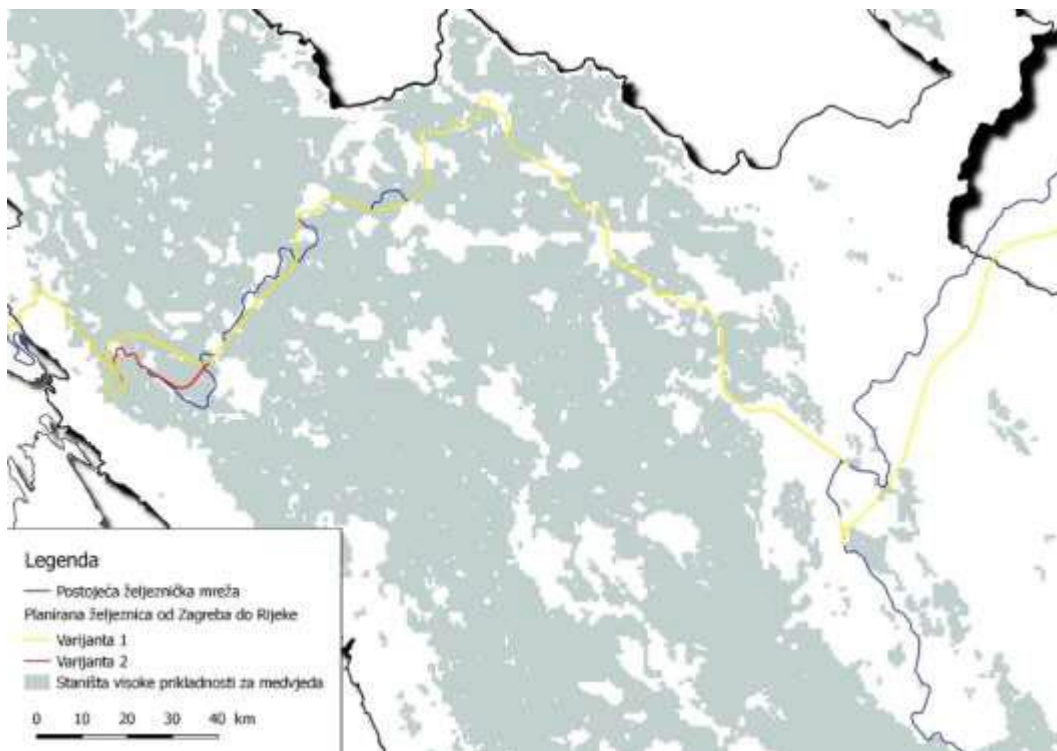 Legenda
Postojeća željeznička mreža
Planirana željeznica od Zagreba do Rijeke
Varijanta 1
Varijanta 2
Staništa visoke prikladnosti za medvjeda
0 10 20 30 40 km